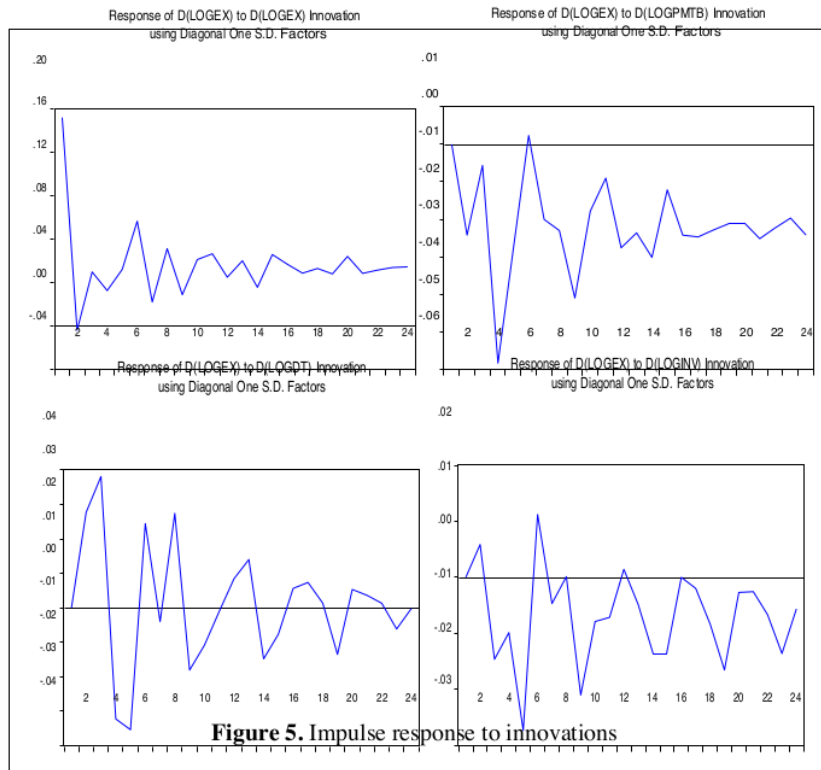 Response of D(LOGEX) to D(LOGEX) Innovation
using Diagonal One S.D. Factors
.20
.16
.12
.08
.04
.00
-.04
2 4 6 8 10 12 14 16 18 20 22 24
Response of D(LOGEX) to D(LOGPMTB) Innovation
using Diagonal One S.D. Factors
.01
.00
-.01
-.02
-.03
-.04
-.05
-.06
2 4 6 8 10 12 14 16 18 20 22 24
Response of D(LOGEX) to D(LOGDT) Innovation
using Diagonal One S.D. Factors
.04
.03
.01
.00
-.01
-.02
-.03
-.04
2 4 6 8 10 12 14 16 18 20 22 24
Response of D(LOGEX) to D(LOGINV) Innovation
using Diagonal One S.D. Factors
.02
.01
.00
-.01
-.02
-.03
2 4 6 8 10 12 14 16 18 20 22 24
Figure 5. Impulse response to innovations